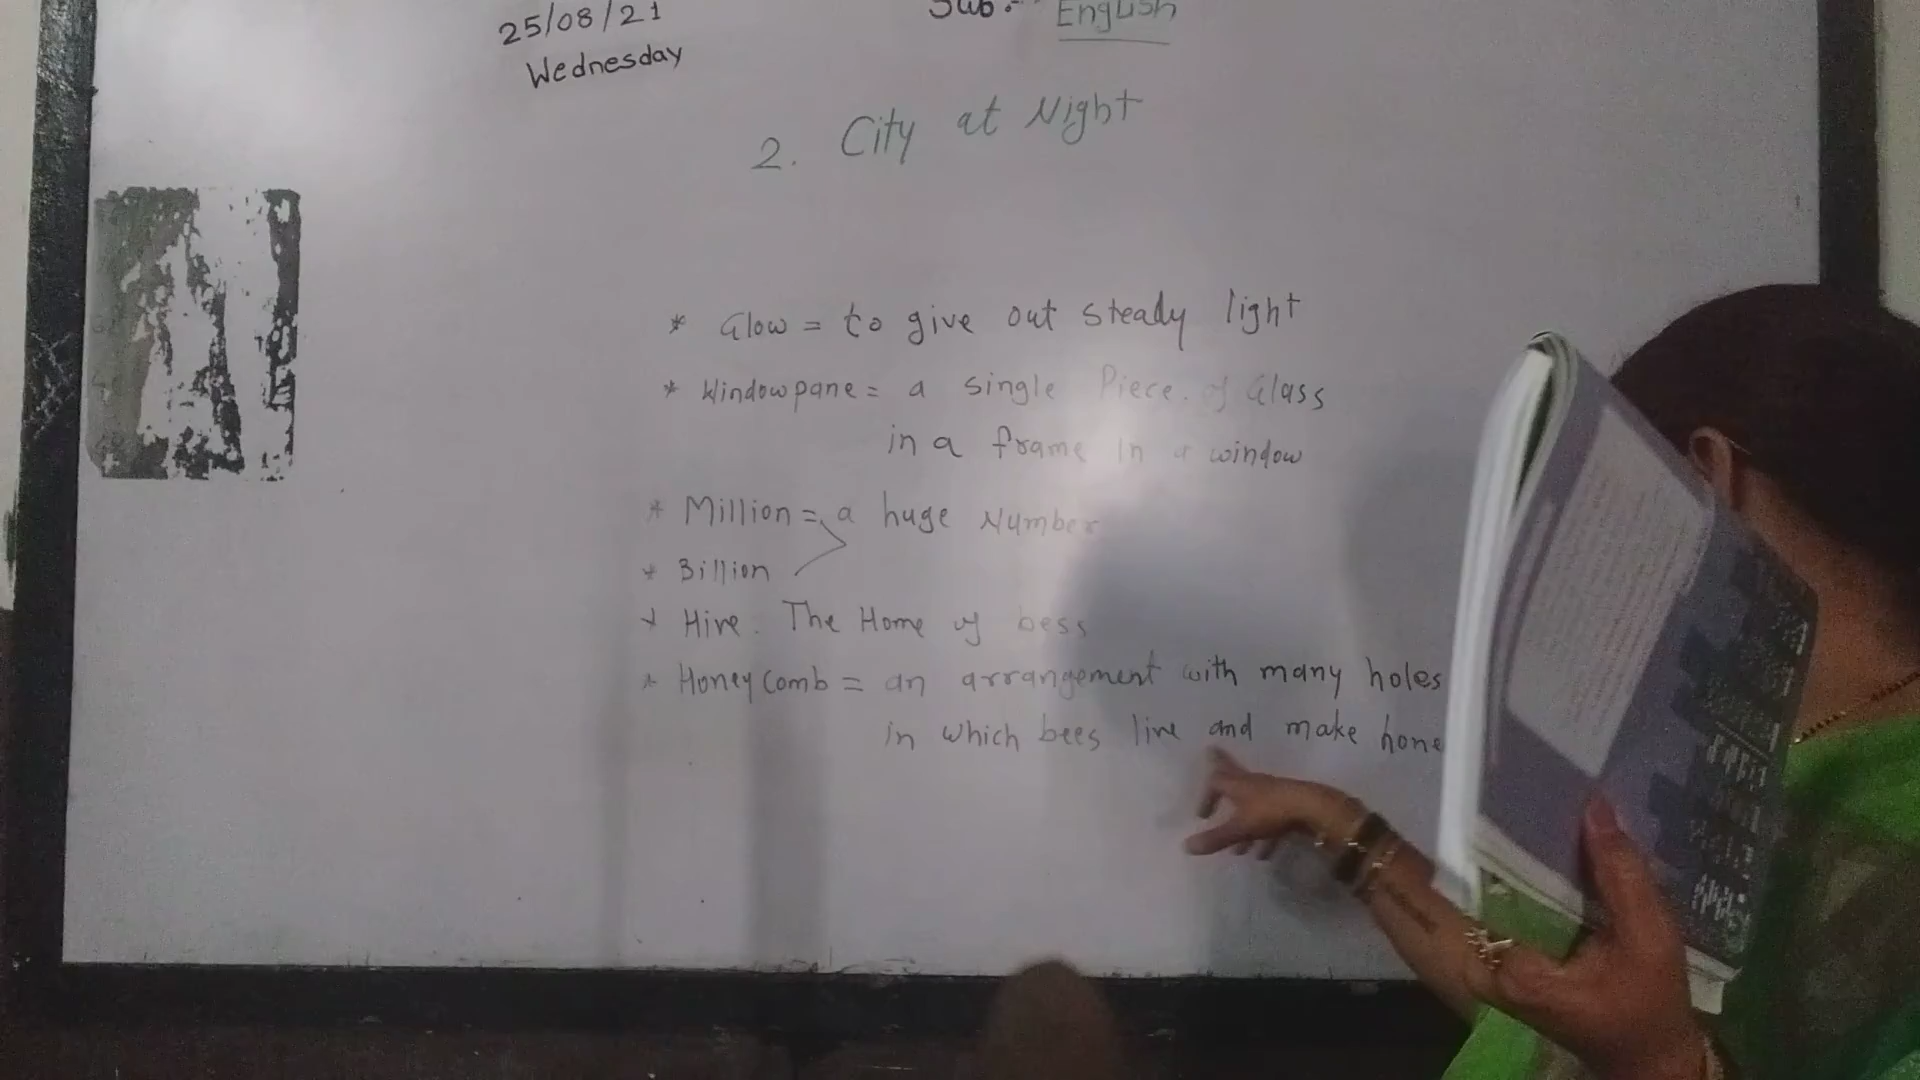 25/08/21
Sub :- English
Wednesday
2. City at Night
* Glow = to give out steady light
* Windowpane = a single Piece of Glass
in a frame in a window
* Million = a huge Number
* Billion
* Hive. The Home of bess
* Honey Comb = an arrangement with many holes
in which bees live and make hone